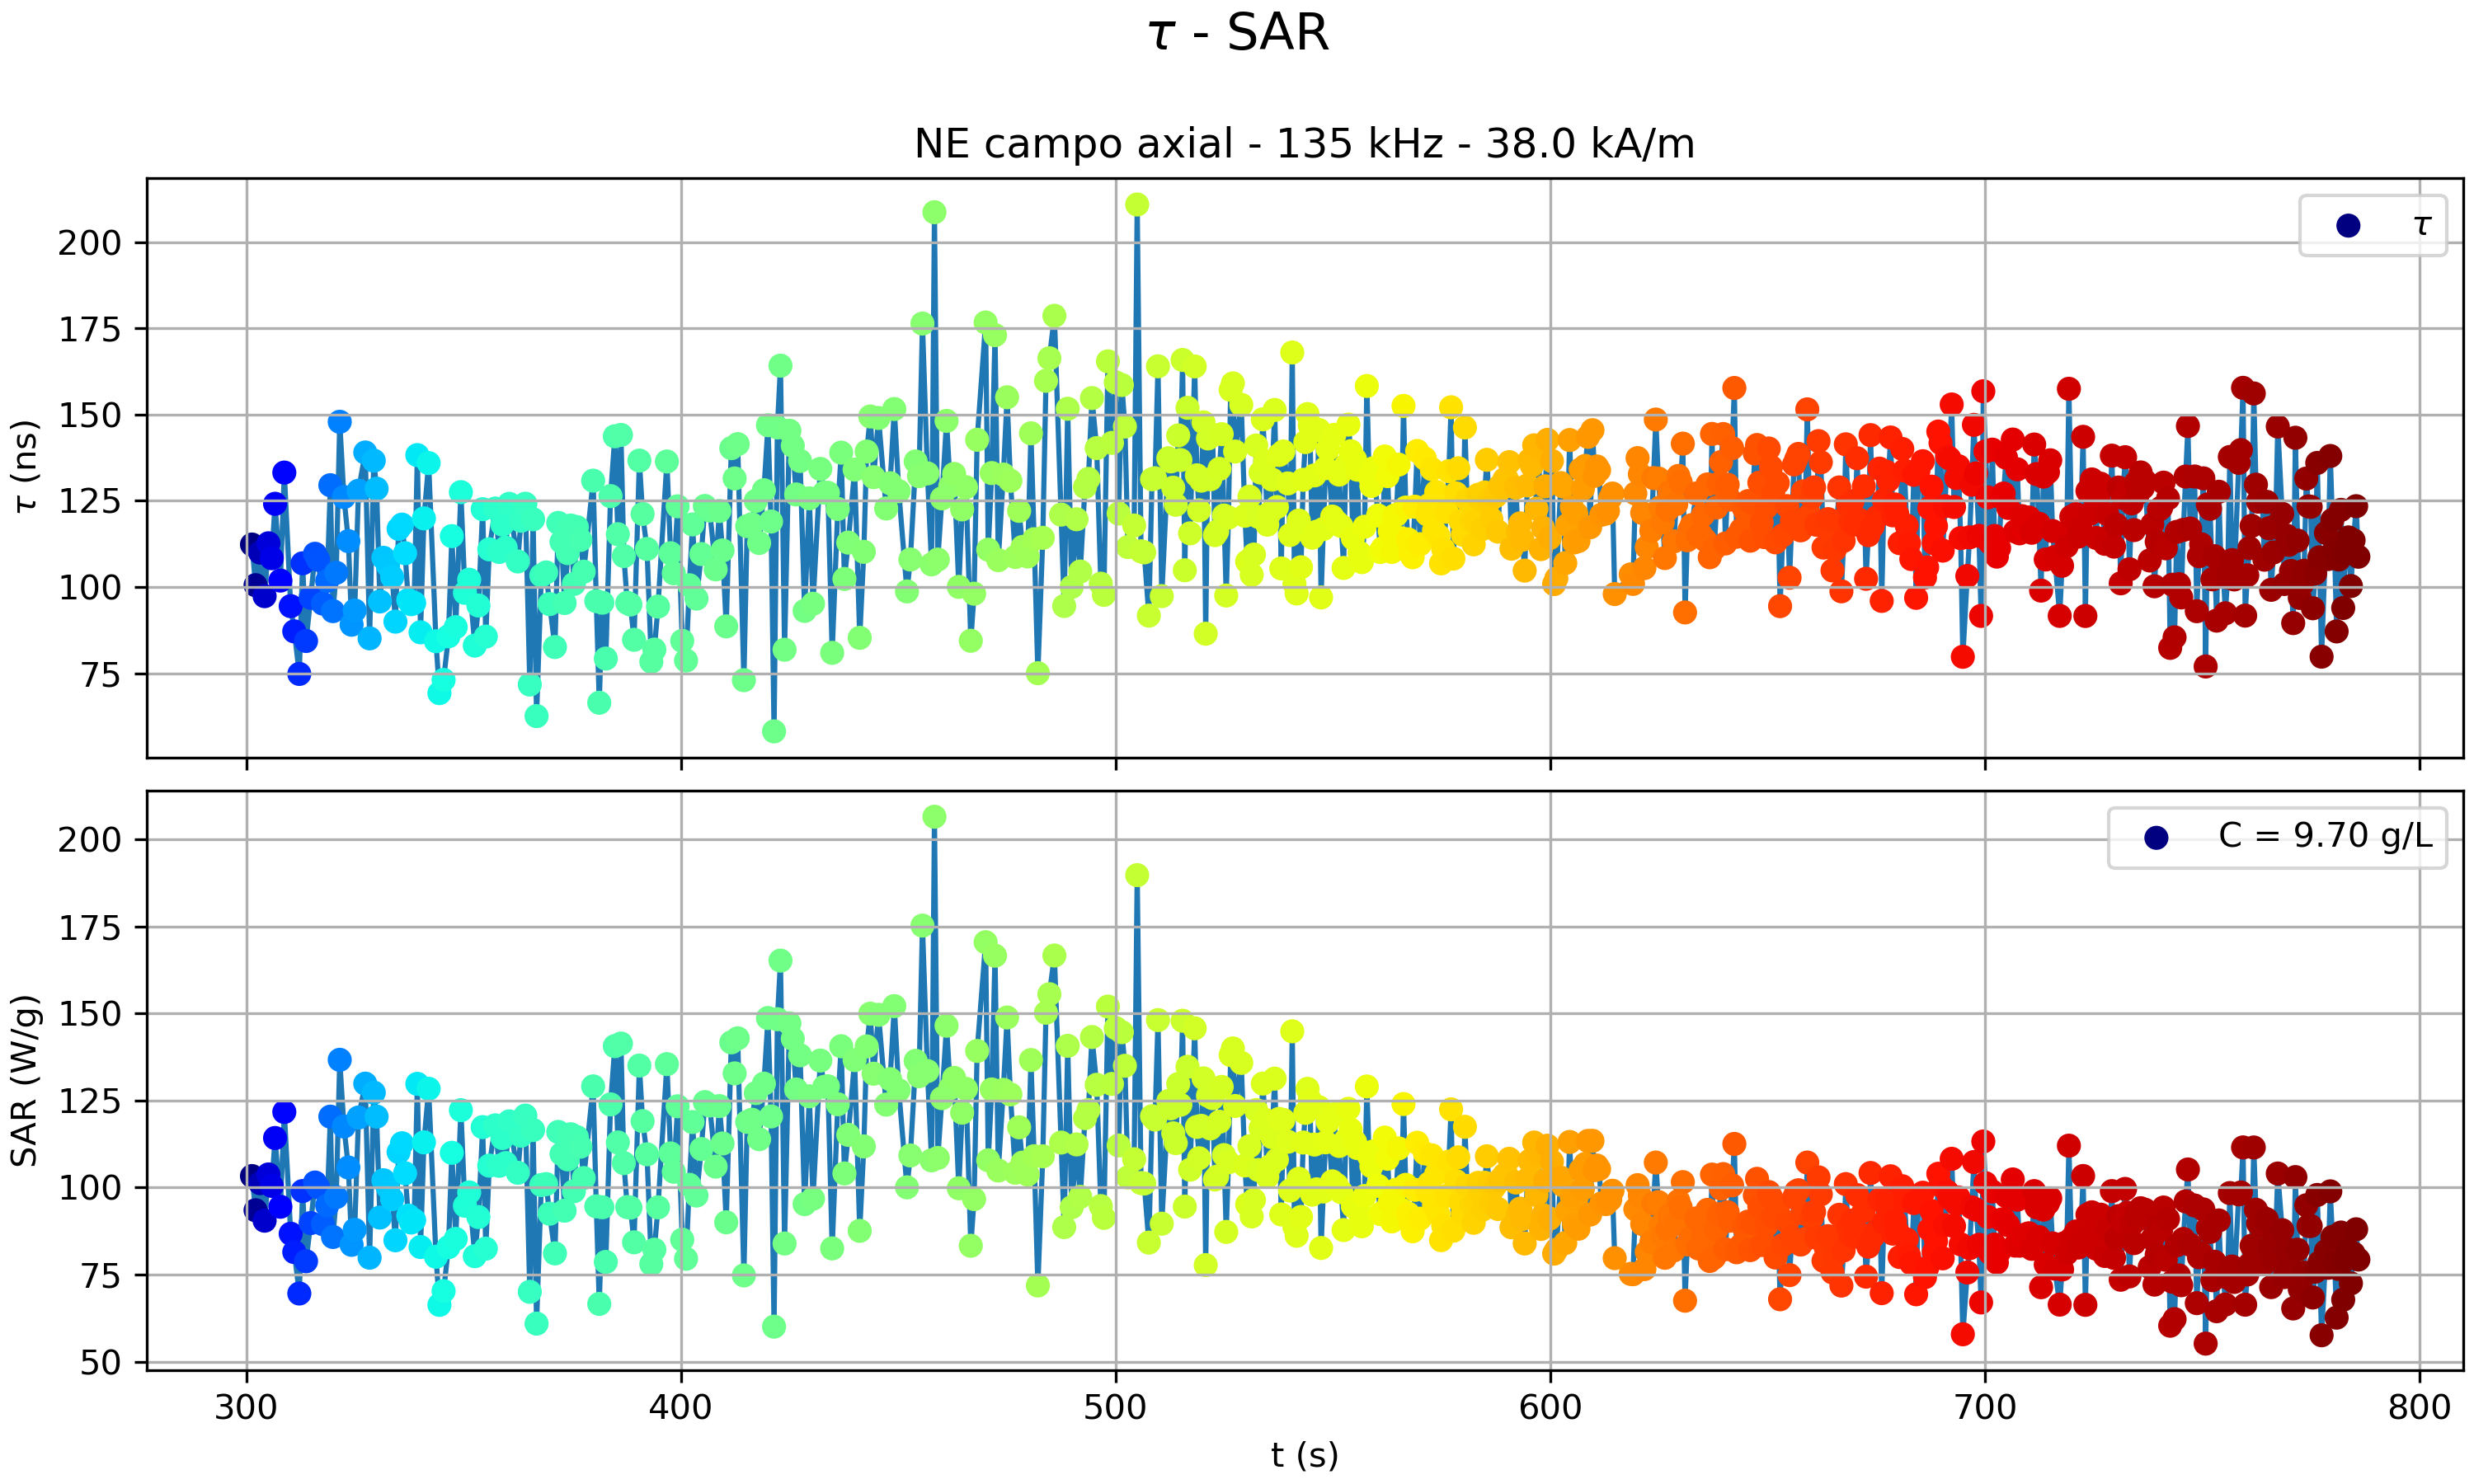 τ - SAR
NE campo axial - 135 kHz - 38.0 kA/m
τ
200
175
150
125
100
75
τ (ns)
C = 9.70 g/L
200
175
150
125
100
75
50
SAR (W/g)
300 400 500 600 700 800
t (s)